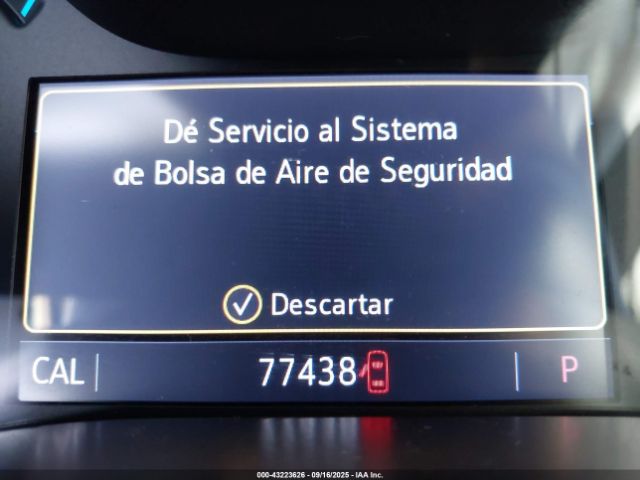 Dé Servicio al Sistema
de Bolsa de Aire de Seguridad
Descartar
CAL 77438 P
000-43223626 - 09/16/2025 - IAA Inc.